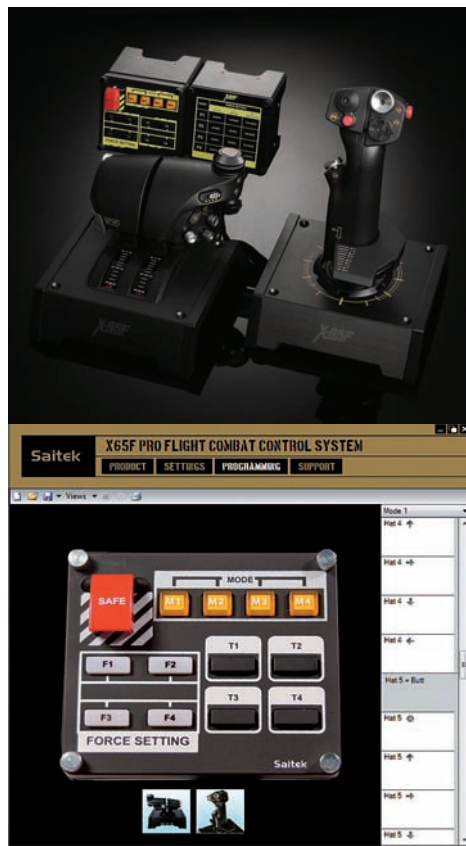 X-65F
X-65F
Saitek
X65F PRO FLIGHT COMBAT CONTROL SYSTEM
PRODUCT SETTINGS PROGRAMMING SUPPORT
Views
Mode 1
Hat 4
Hat 4
Hat 4
Hat 4
Hat 5 = Butt
Hat 5
Hat 5
Hat 5
Hat 5
SAFE
MODE
M1 M2 M3 M4
F1 F2
T1 T2
F3 F4
T3 T4
FORCE SETTING
Saitek